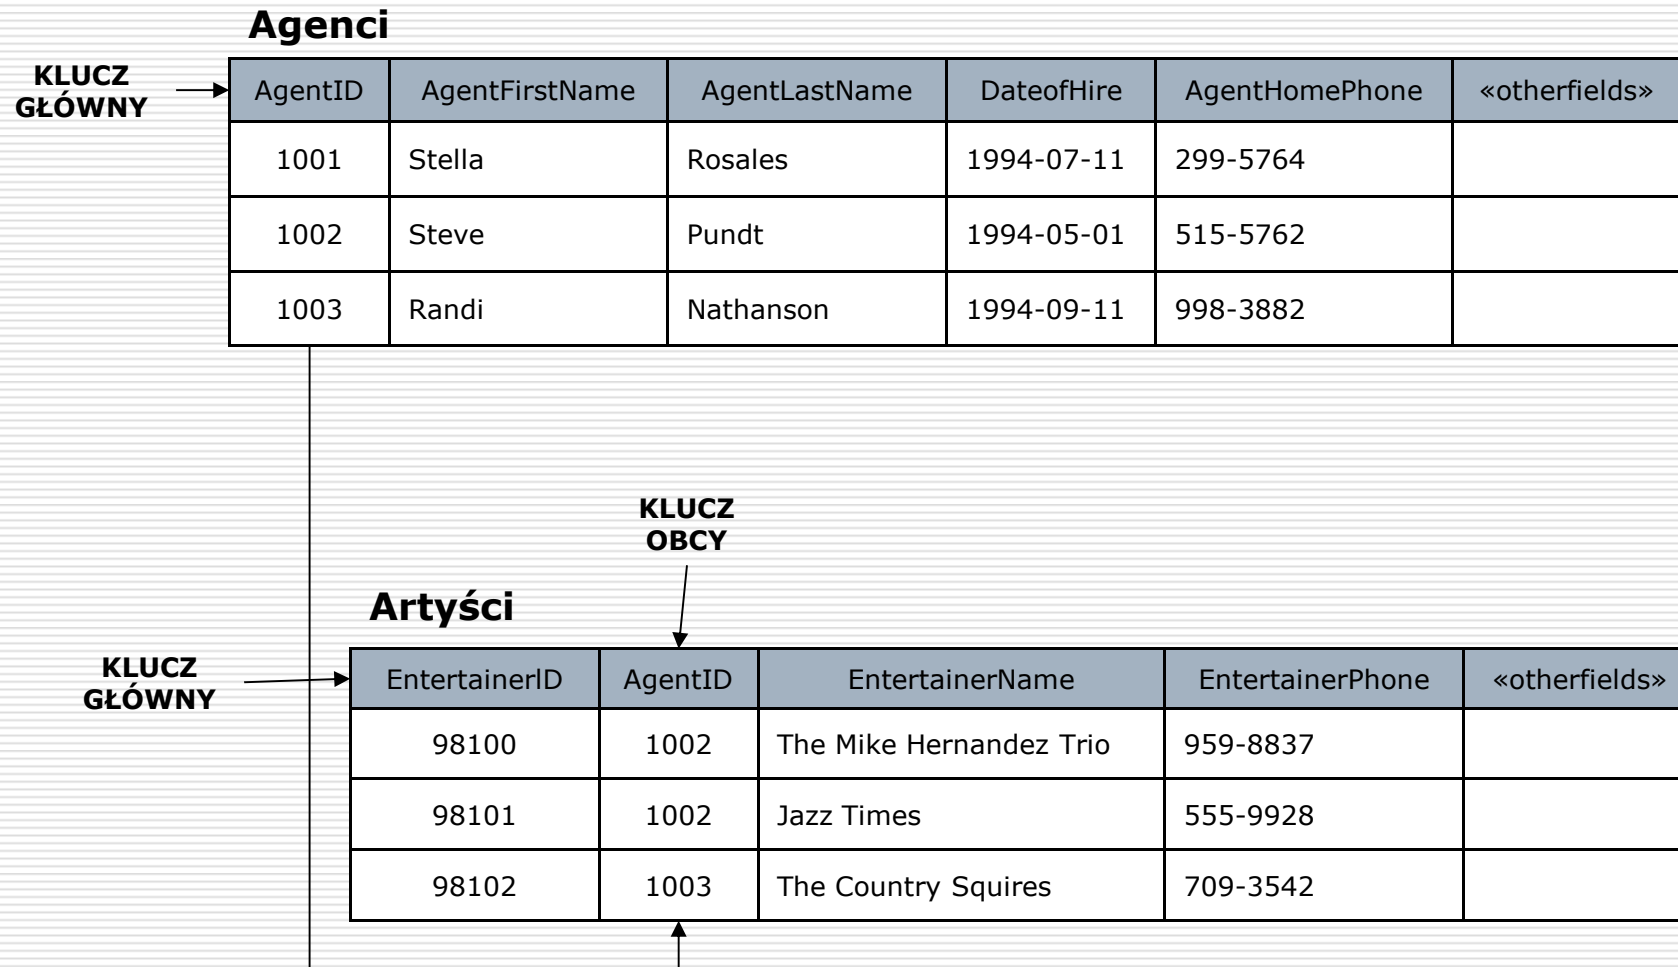 Agenci
KLUCZ
GŁÓWNY
AgentID AgentFirstName AgentLastName DateofHire AgentHomePhone «otherfields»
1001 Stella Rosales 1994-07-11 299-5764
1002 Steve Pundt 1994-05-01 515-5762
1003 Randi Nathanson 1994-09-11 998-3882
KLUCZ
OBCY
Artyści
KLUCZ
GŁÓWNY
EntertainerID AgentID EntertainerName EntertainerPhone «otherfields»
98100 1002 The Mike Hernandez Trio 959-8837
98101 1002 Jazz Times 555-9928
98102 1003 The Country Squires 709-3542